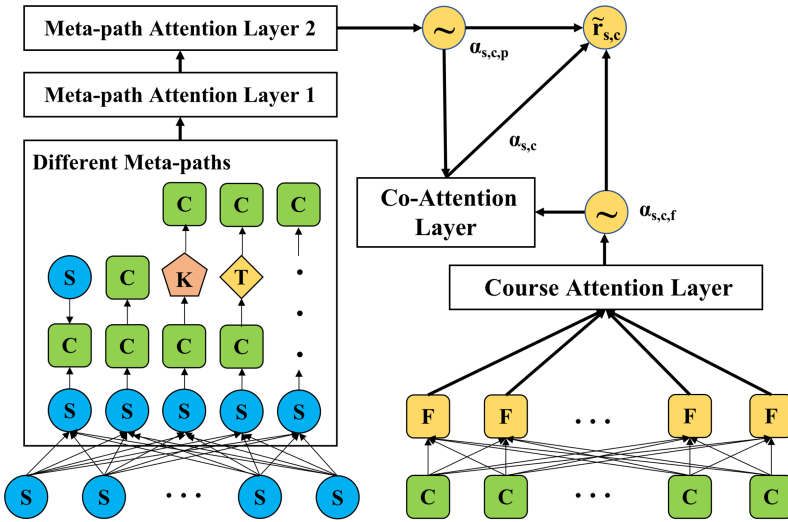 Meta-path Attention Layer 2
Meta-path Attention Layer 1
Different Meta-paths
C C C
S C K T
C C C C
S S S S S
S S ... S S
~ r̃s,c
αs,c,p
αs,c
Co-Attention
Layer
~ αs,c,f
Course Attention Layer
F F ... F F
C C ... C C